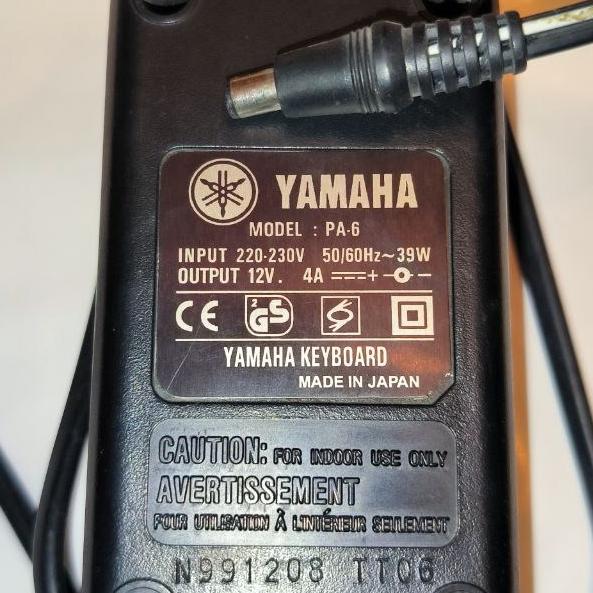 YAMAHA
MODEL : PA-6
INPUT 220-230V 50/60Hz~39W
OUTPUT 12V. 4A
CE 2 GS S
YAMAHA KEYBOARD
MADE IN JAPAN
CAUTION: FOR INDOOR USE ONLY
AVERTISSEMENT
POUR UTILISATION À L'INTÉRIEUR SEULEMENT
N991208 TT06